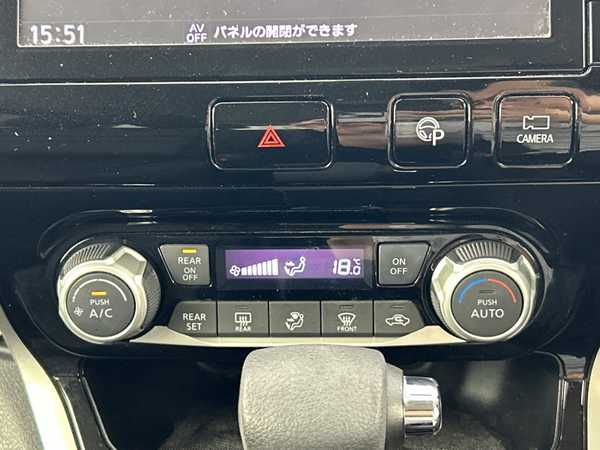 15:51 AV OFF パネルの開閉ができます
P CAMERA
REAR ON OFF 18.0℃ ON OFF
PUSH A/C PUSH AUTO
REAR SET REAR FRONT